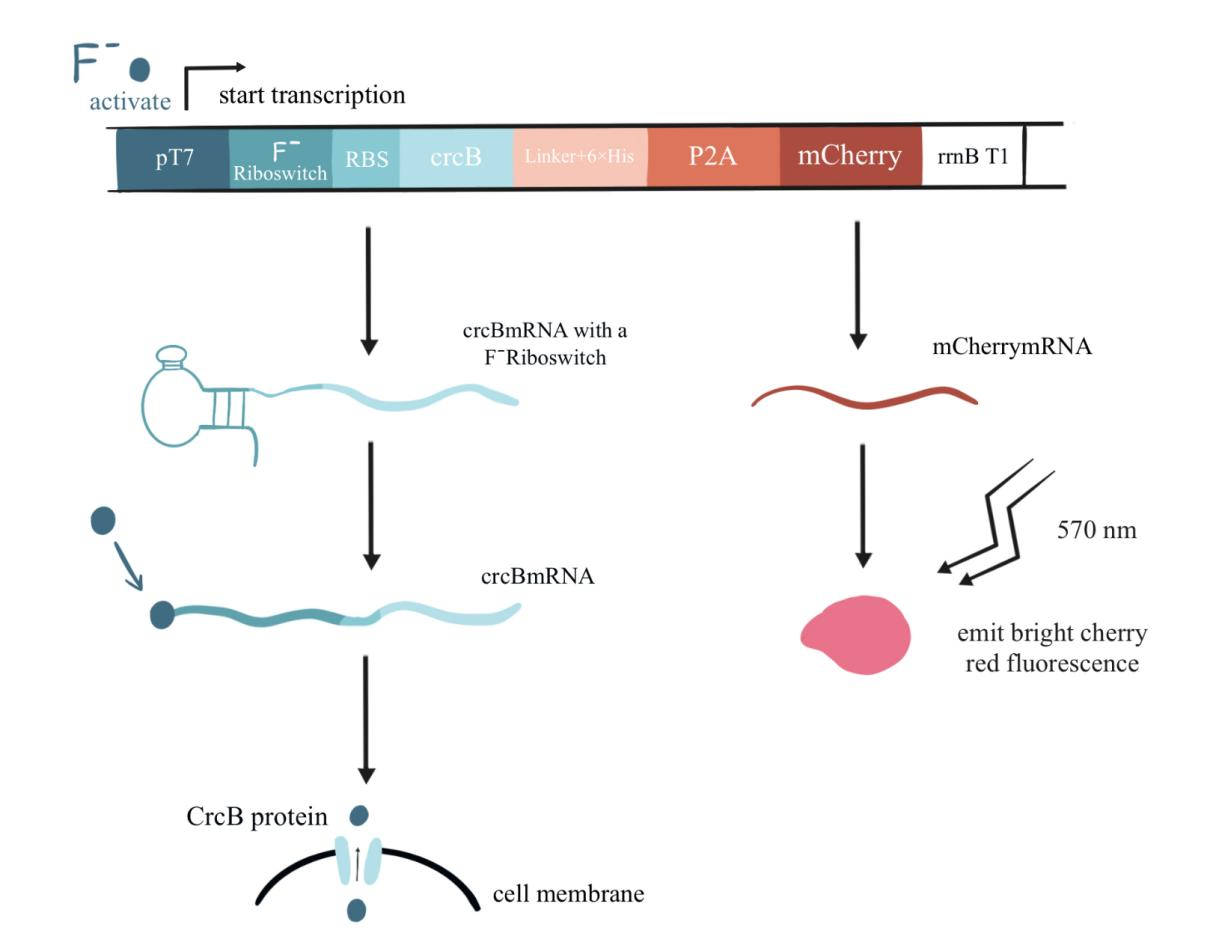 F⁻
activate
start transcription
pT7
F⁻
Riboswitch
RBS
crcB
Linker+6×His
P2A
mCherry
rrnB T1
crcBmRNA with a
F⁻Riboswitch
mCherrymRNA
crcBmRNA
570 nm
emit bright cherry
red fluorescence
CrcB protein
cell membrane